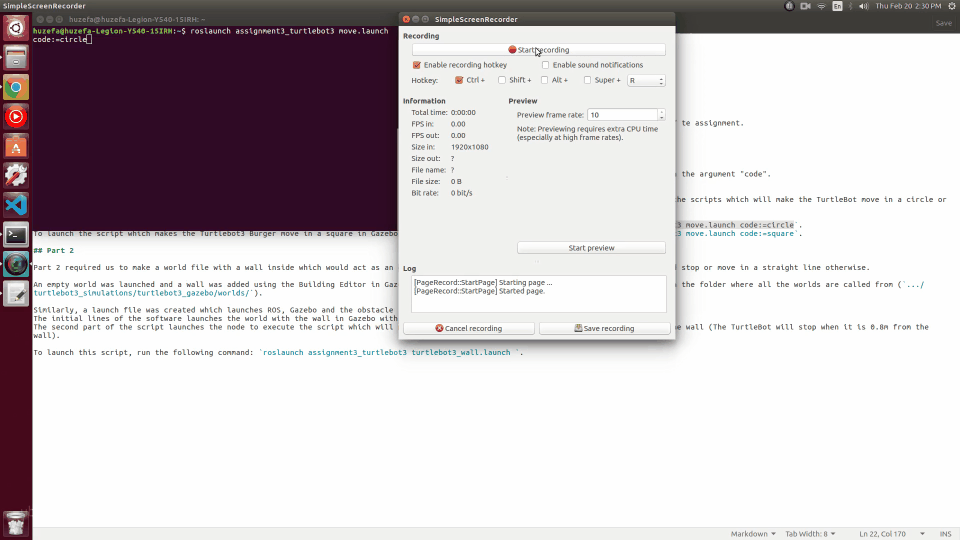 SimpleScreenRecorder
En
Thu Feb 20 2:30 PM
huzefa@huzefa-Legion-Y540-15IRH: ~
huzefa@huzefa-Legion-Y540-15IRH:~$ roslaunch assignment3_turtlebot3 move.launch
code:=circle
SimpleScreenRecorder
Save
Recording
Start recording
Enable recording hotkey
Enable sound notifications
Hotkey:
Ctrl +
Shift +
Alt +
Super +
R
Information
Total time: 0:00:00
FPS in: 0.00
FPS out: 0.00
Size in: 1920x1080
Size out: ?
File name: ?
File size: 0 B
Bit rate: 0 bit/s
Preview
Preview frame rate: 10
Note: Previewing requires extra CPU time
(especially at high frame rates).
Start preview
Log
[PageRecord::StartPage] Starting page ...
[PageRecord::StartPage] Started page.
Cancel recording
Save recording
te assignment.
the argument "code".
the scripts which will make the TurtleBot move in a circle or
move.launch code:=circle`.
To launch the script which makes the Turtlebot3 Burger move in a square in Gazebo
move.launch code:=square`.
## Part 2
Part 2 required us to make a world file with a wall inside which would act as an
stop or move in a straight line otherwise.
An empty world was launched and a wall was added using the Building Editor in
the folder where all the worlds are called from (`.../
turtlebot3_simulations/turtlebot3_gazebo/worlds/`).
Similarly, a launch file was created which launches ROS, Gazebo and the obstacle
The initial lines of the software launches the world with the wall in Gazebo with
The second part of the script launches the node to execute the script which will
wall (The TurtleBot will stop when it is 0.8m from the
wall).
To launch this script, run the following command: `roslaunch assignment3_turtlebot3 turtlebot3_wall.launch `.
Markdown
Tab Width: 8
Ln 22, Col 170
INS